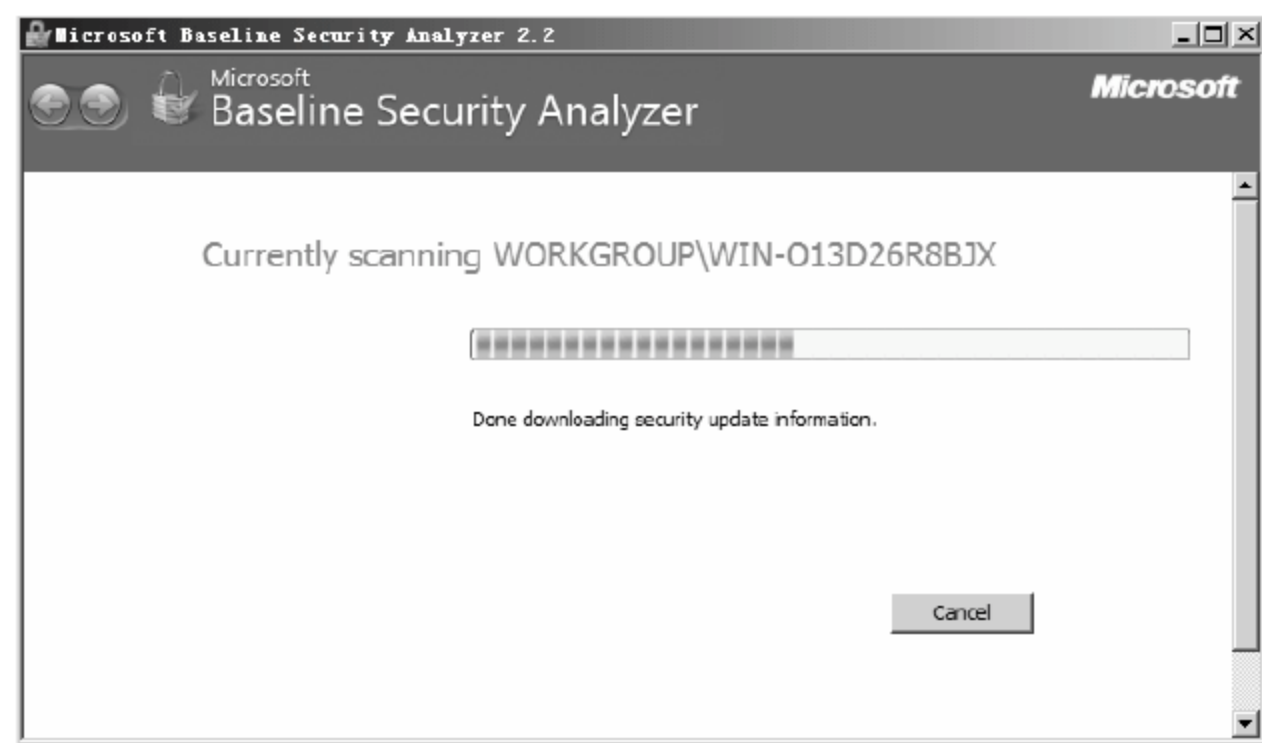 Microsoft Baseline Security Analyzer 2.2
Microsoft
Baseline Security Analyzer
Microsoft
Currently scanning WORKGROUP\WIN-O13D26R8BJX
Done downloading security update information.
Cancel